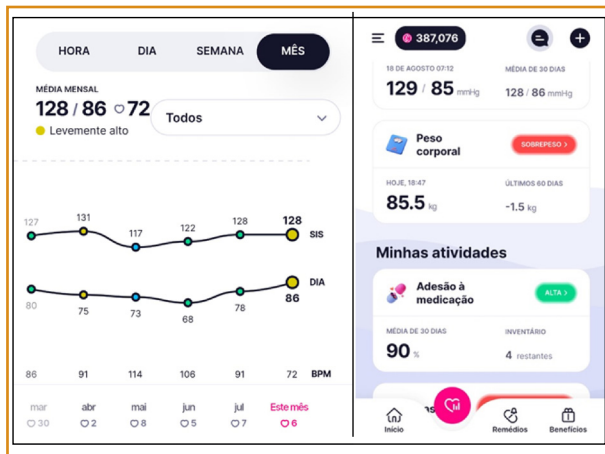 HORA DIA SEMANA MÊS
MÉDIA MENSAL
128 / 86 72
Levemente alto
Todos
127 131 117 122 128 128 SIS
DIA
80 75 73 68 78 86
86 91 114 106 91 72 BPM
mar abr mai jun jul Este mês
30 2 8 5 7 6
387,076
18 DE AGOSTO 07:12 MÉDIA DE 30 DIAS
129 / 85 mmHg 128 / 86 mmHg
Peso corporal
SOBREPESO >
HOJE, 18:47 ÚLTIMOS 60 DIAS
85.5 kg -1.5 kg
Minhas atividades
Adesão à medicação
ALTA >
MÉDIA DE 30 DIAS INVENTÁRIO
90 % 4 restantes
Início Remédios Benefícios